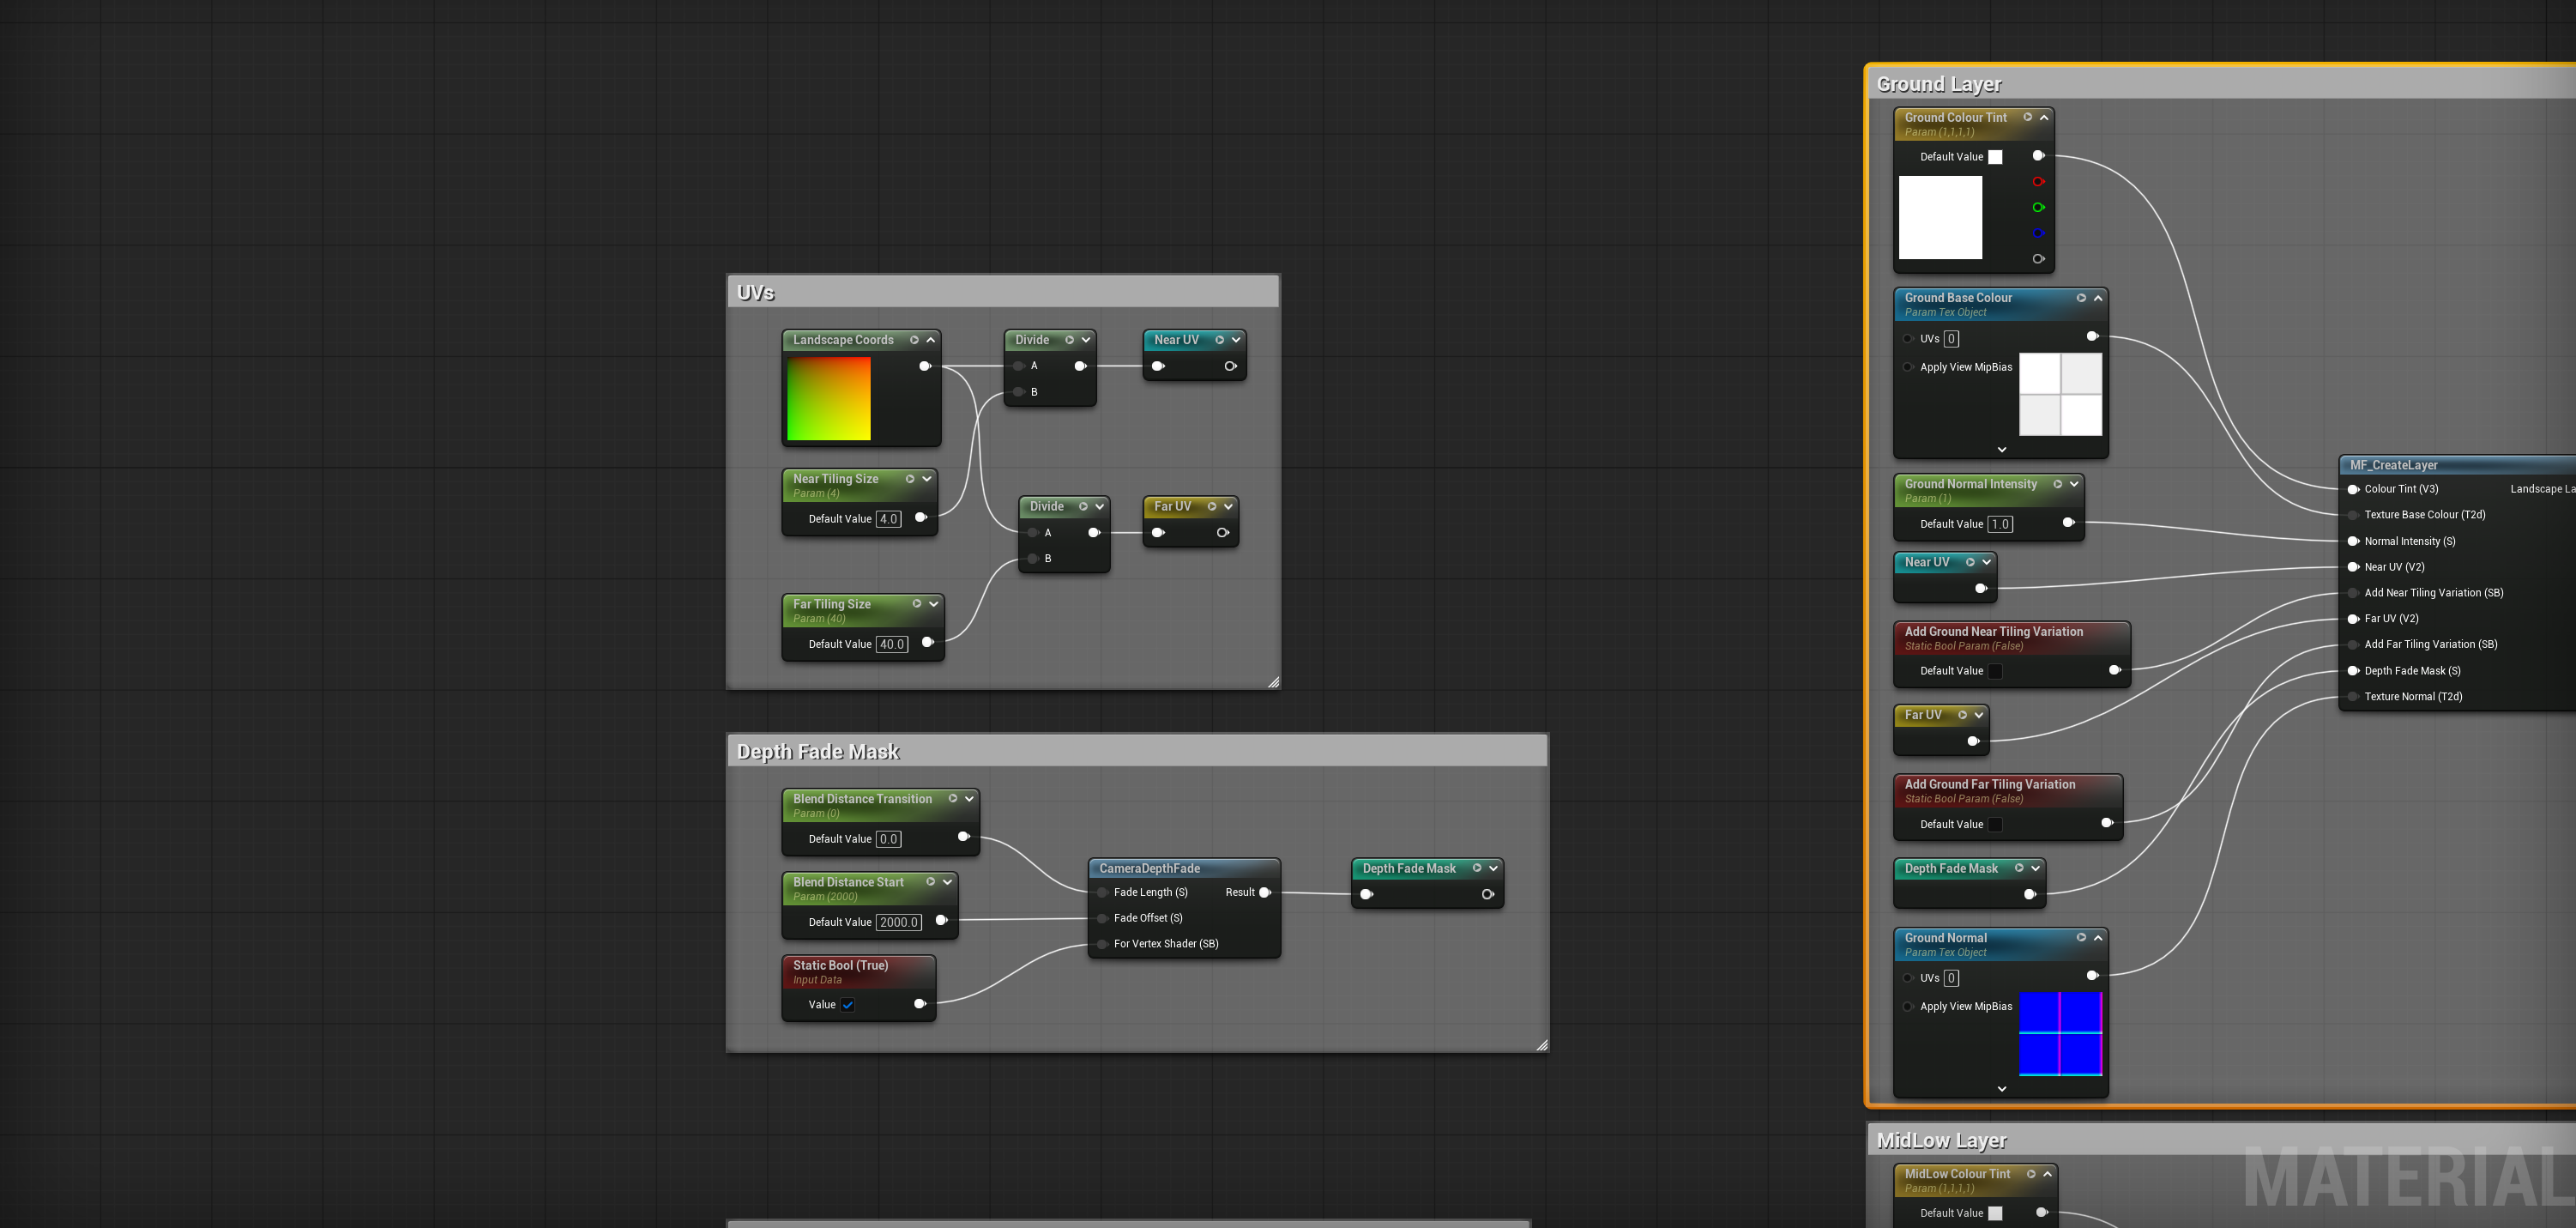 UVs
Landscape Coords
Divide
A
B
Near UV
Near Tiling Size
Param (4)
Default Value 4.0
Divide
A
B
Far UV
Far Tiling Size
Param (40)
Default Value 40.0
Depth Fade Mask
Blend Distance Transition
Param (0)
Default Value 0.0
Blend Distance Start
Param (2000)
Default Value 2000.0
Static Bool (True)
Input Data
Value
CameraDepthFade
Fade Length (S) Result
Fade Offset (S)
For Vertex Shader (SB)
Depth Fade Mask
Ground Layer
Ground Colour Tint
Param (1,1,1,1)
Default Value
Ground Base Colour
Param Tex Object
UVs 0
Apply View MipBias
Ground Normal Intensity
Param (1)
Default Value 1.0
Near UV
Add Ground Near Tiling Variation
Static Bool Param (False)
Default Value
Far UV
Add Ground Far Tiling Variation
Static Bool Param (False)
Default Value
Depth Fade Mask
Ground Normal
Param Tex Object
UVs 0
Apply View MipBias
MF_CreateLayer
Colour Tint (V3) Landscape La
Texture Base Colour (T2d)
Normal Intensity (S)
Near UV (V2)
Add Near Tiling Variation (SB)
Far UV (V2)
Add Far Tiling Variation (SB)
Depth Fade Mask (S)
Texture Normal (T2d)
MidLow Layer
MidLow Colour Tint
Param (1,1,1,1)
Default Value
MATERIAL